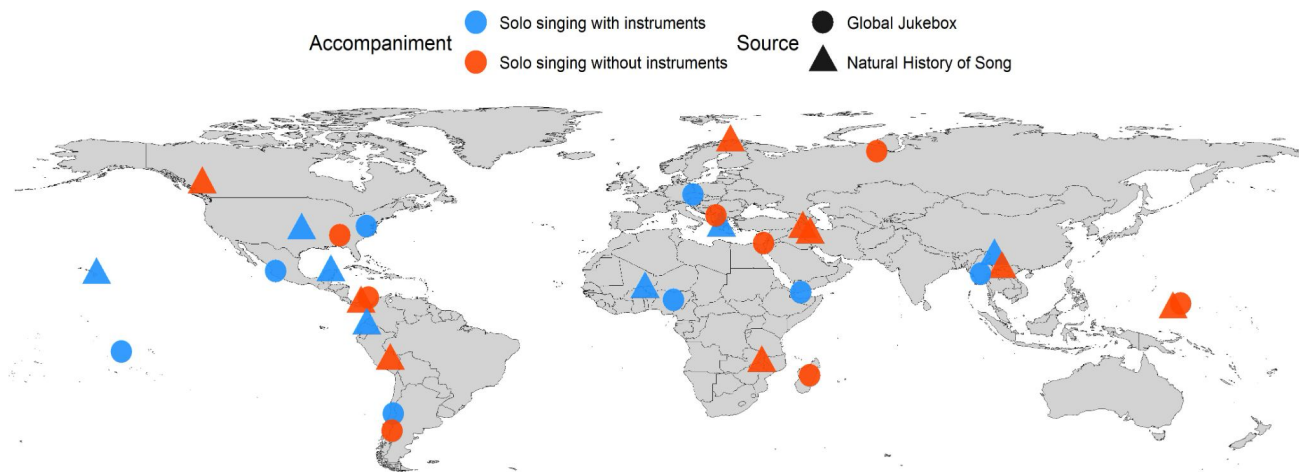 Accompaniment
Solo singing with instruments
Solo singing without instruments
Source
Global Jukebox
Natural History of Song